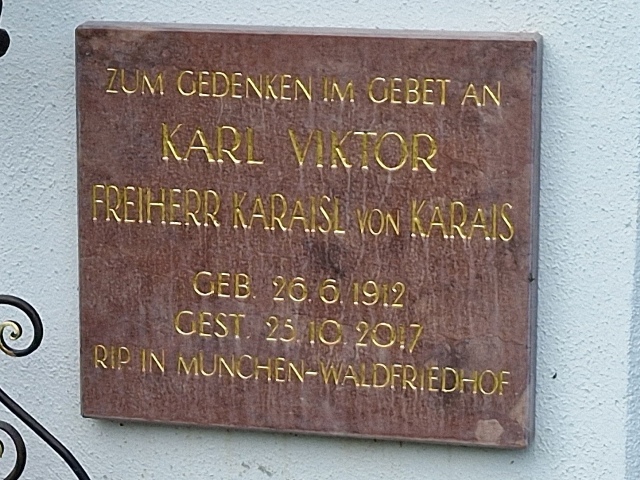 ZUM GEDENKEN IM GEBET AN
KARL VIKTOR
FREIHERR KARAISL VON KARAIS
GEB. 26.6.1912
GEST. 25.10.2017
RIP IN MÜNCHEN-WALDFRIEDHOF